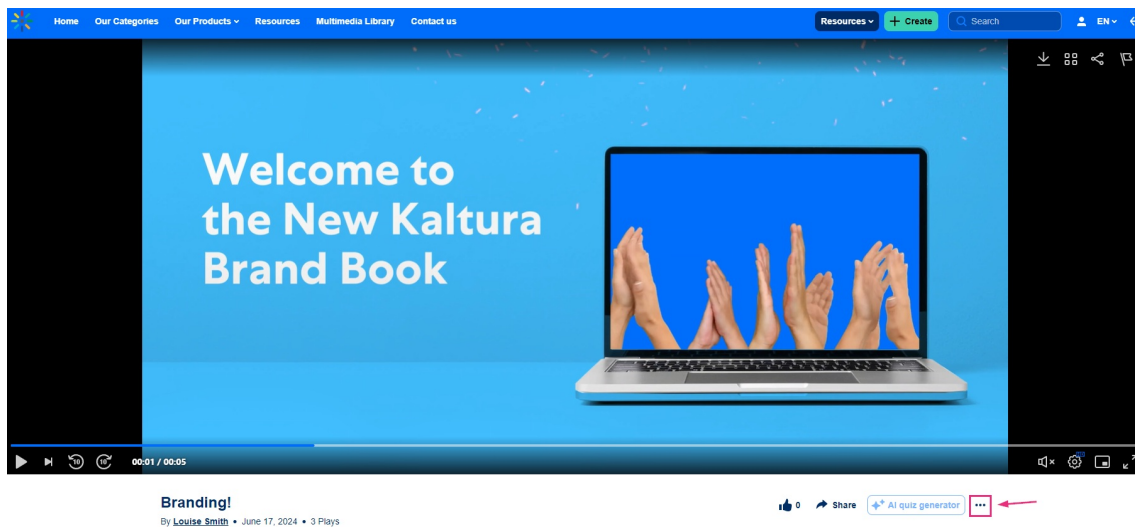 Home Our Categories Our Products Resources Multimedia Library Contact us Resources + Create Search EN
Welcome to
the New Kaltura
Brand Book
10 10 00:01 / 00:05
Branding!
0 Share AI quiz generator ...
By Louise Smith • June 17, 2024 • 3 Plays